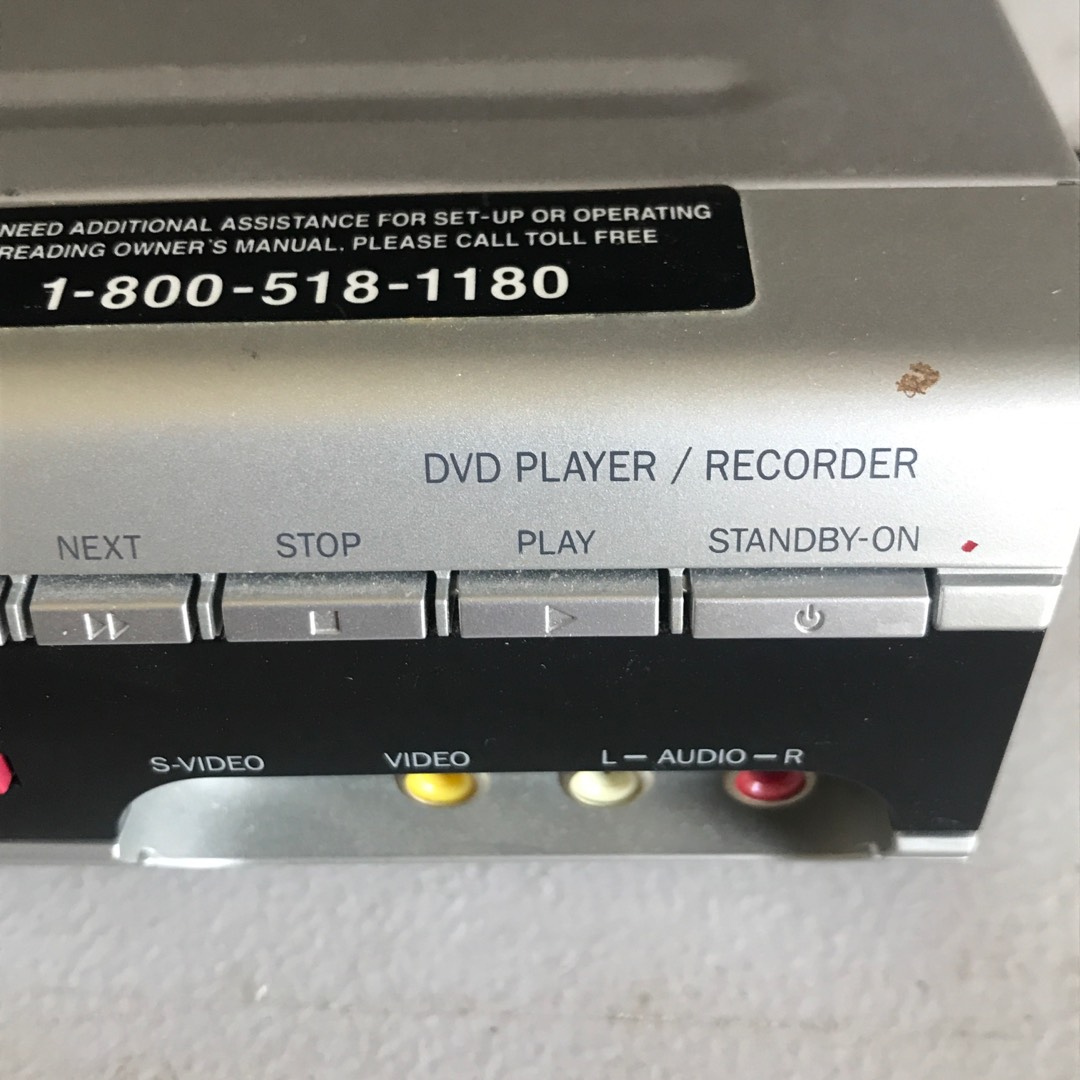 NEED ADDITIONAL ASSISTANCE FOR SET-UP OR OPERATING
READING OWNER'S MANUAL. PLEASE CALL TOLL FREE
1-800-518-1180
DVD PLAYER / RECORDER
NEXT STOP PLAY STANDBY-ON
S-VIDEO VIDEO L — AUDIO — R